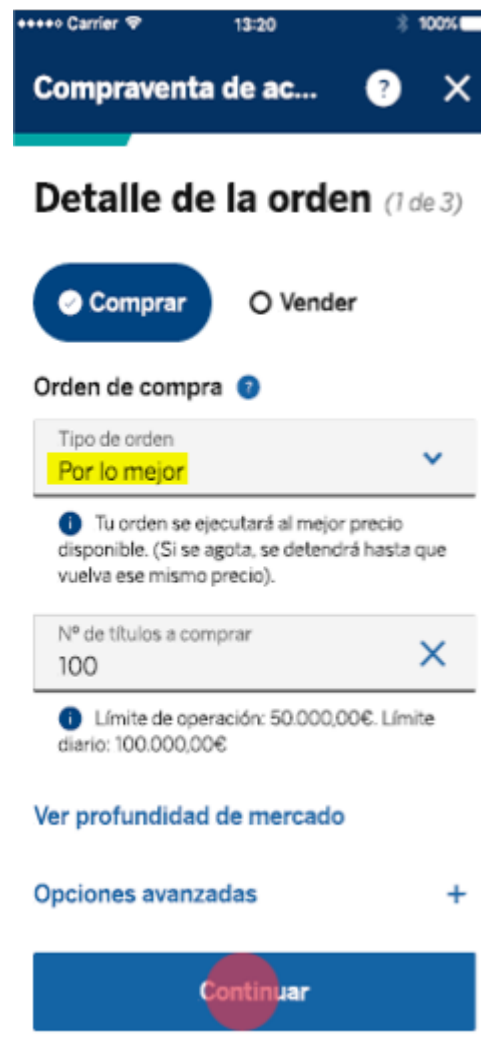 Carrier 13:20 100%
Compraventa de ac... ?
Detalle de la orden (1 de 3)
Comprar Vender
Orden de compra ?
Tipo de orden
Por lo mejor
i Tu orden se ejecutará al mejor precio
disponible. (Si se agota, se detendrá hasta que
vuelva ese mismo precio).
Nº de títulos a comprar
100
i Límite de operación: 50.000,00€. Límite
diario: 100.000,00€
Ver profundidad de mercado
Opciones avanzadas +
Continuar